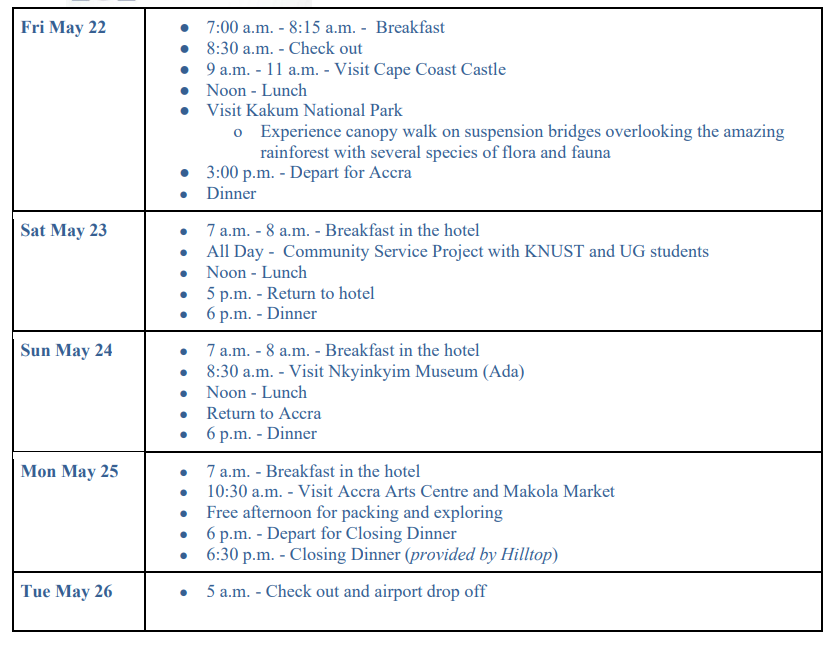 Fri May 22
● 7:00 a.m. - 8:15 a.m. -  Breakfast
● 8:30 a.m. - Check out
● 9 a.m. - 11 a.m. - Visit Cape Coast Castle
● Noon - Lunch
● Visit Kakum National Park
o Experience canopy walk on suspension bridges overlooking the amazing
rainforest with several species of flora and fauna
● 3:00 p.m. - Depart for Accra
● Dinner
Sat May 23
● 7 a.m. - 8 a.m. - Breakfast in the hotel
● All Day -  Community Service Project with KNUST and UG students
● Noon - Lunch
● 5 p.m. - Return to hotel
● 6 p.m. - Dinner
Sun May 24
● 7 a.m. - 8 a.m. - Breakfast in the hotel
● 8:30 a.m. - Visit Nkyinkyim Museum (Ada)
● Noon - Lunch
● Return to Accra
● 6 p.m. - Dinner
Mon May 25
● 7 a.m. - Breakfast in the hotel
● 10:30 a.m. - Visit Accra Arts Centre and Makola Market
● Free afternoon for packing and exploring
● 6 p.m. - Depart for Closing Dinner
● 6:30 p.m. - Closing Dinner (provided by Hilltop)
Tue May 26
● 5 a.m. - Check out and airport drop off